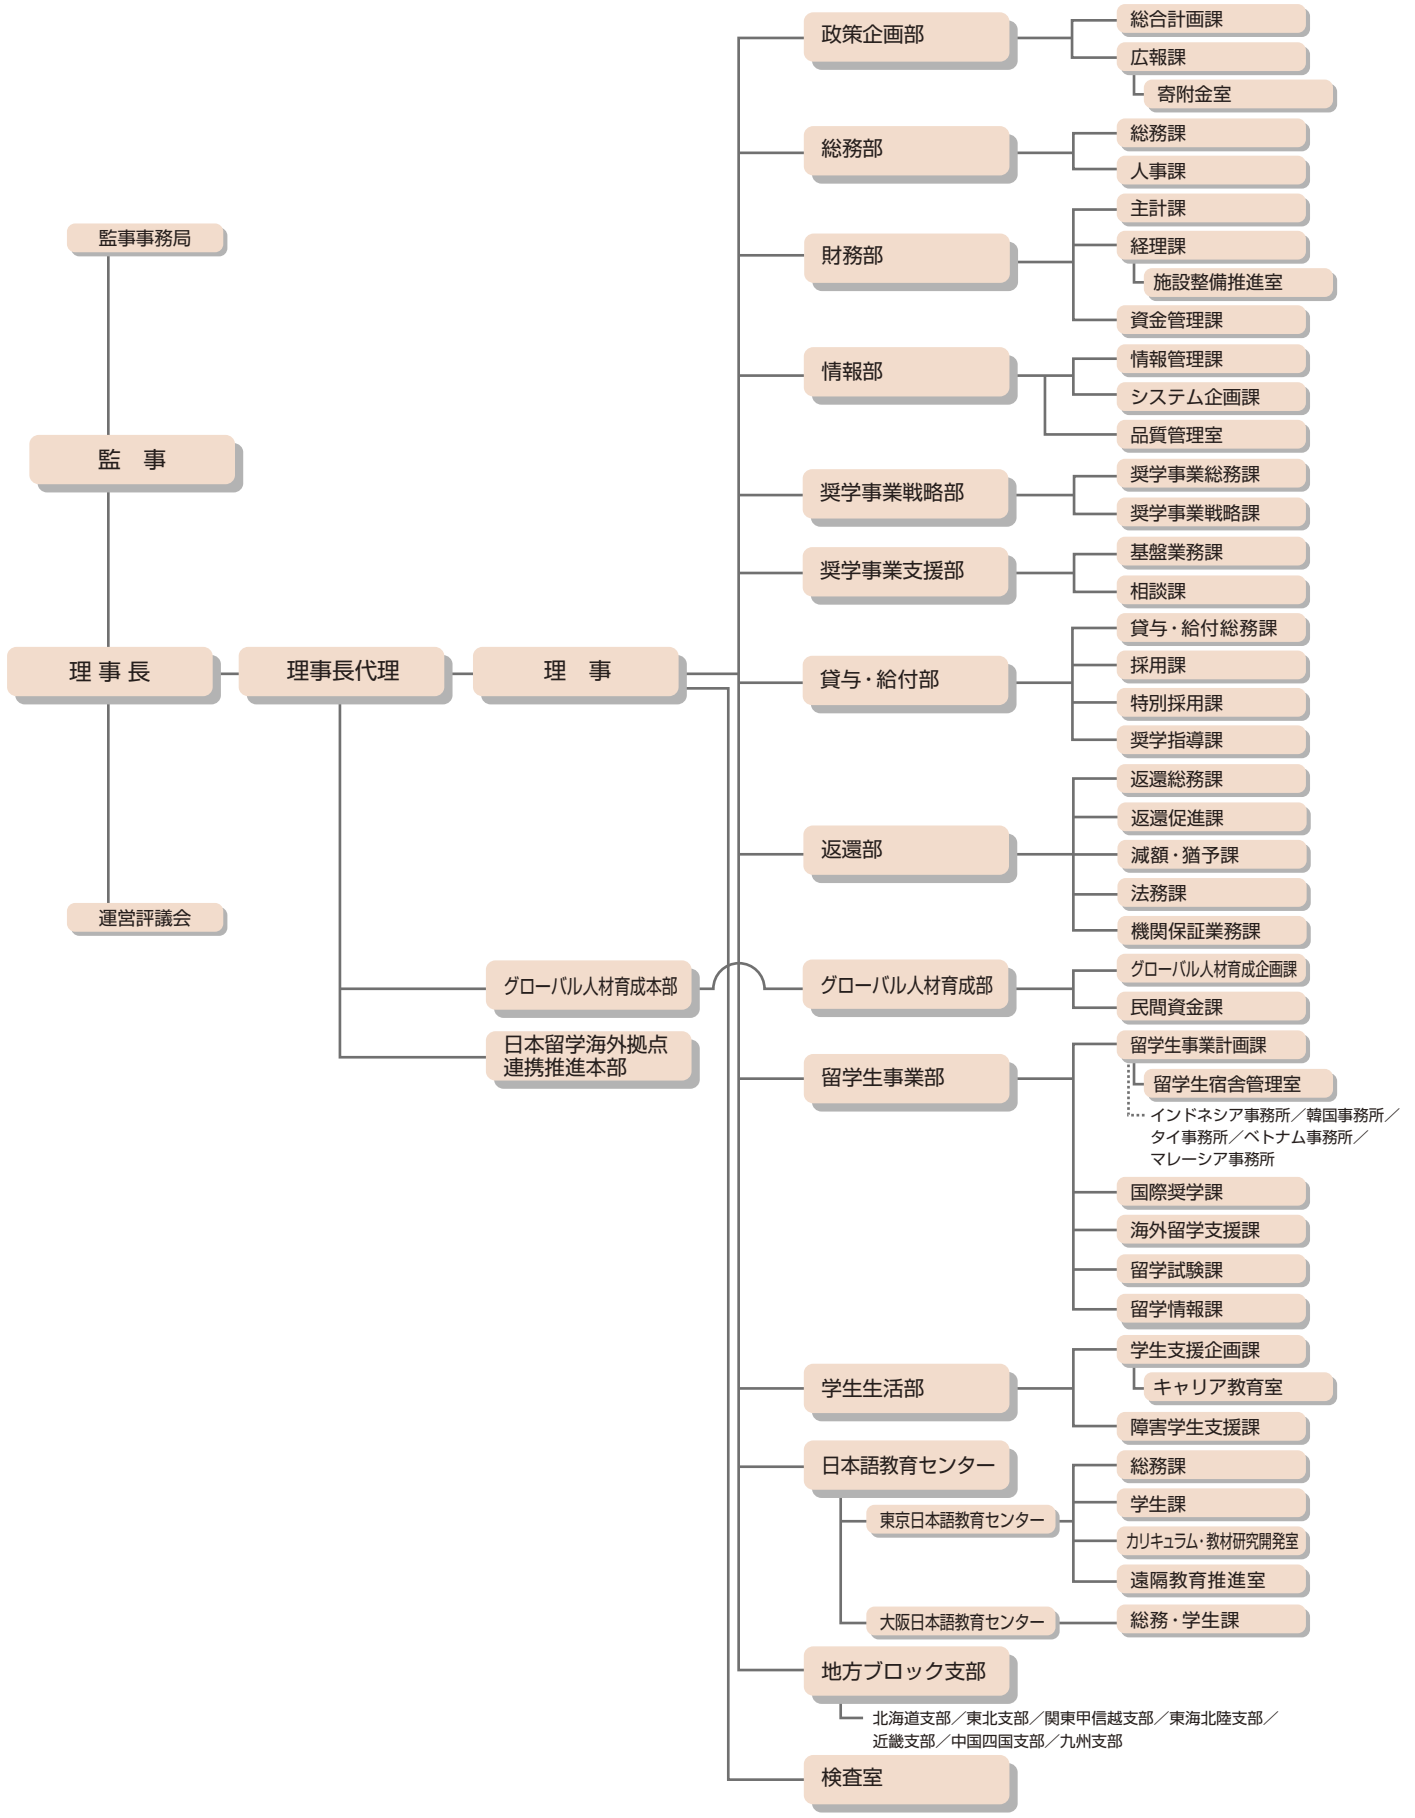 監事事務局
監　事
理 事 長
運営評議会
理事長代理
理　事
グローバル人材育成本部
日本留学海外拠点
連携推進本部
政策企画部
総合計画課
広報課
寄附金室
総務部
総務課
人事課
財務部
主計課
経理課
施設整備推進室
資金管理課
情報部
情報管理課
システム企画課
品質管理室
奨学事業戦略部
奨学事業総務課
奨学事業戦略課
奨学事業支援部
基盤業務課
相談課
貸与・給付部
貸与・給付総務課
採用課
特別採用課
奨学指導課
返還部
返還総務課
返還促進課
減額・猶予課
法務課
機関保証業務課
グローバル人材育成部
グローバル人材育成企画課
民間資金課
留学生事業部
留学生事業計画課
留学生宿舎管理室
インドネシア事務所／韓国事務所／
タイ事務所／ベトナム事務所／
マレーシア事務所
国際奨学課
海外留学支援課
留学試験課
留学情報課
学生生活部
学生支援企画課
キャリア教育室
障害学生支援課
日本語教育センター
東京日本語教育センター
総務課
学生課
カリキュラム・教材研究開発室
遠隔教育推進室
大阪日本語教育センター
総務・学生課
地方ブロック支部
北海道支部／東北支部／関東甲信越支部／東海北陸支部／
近畿支部／中国四国支部／九州支部
検査室